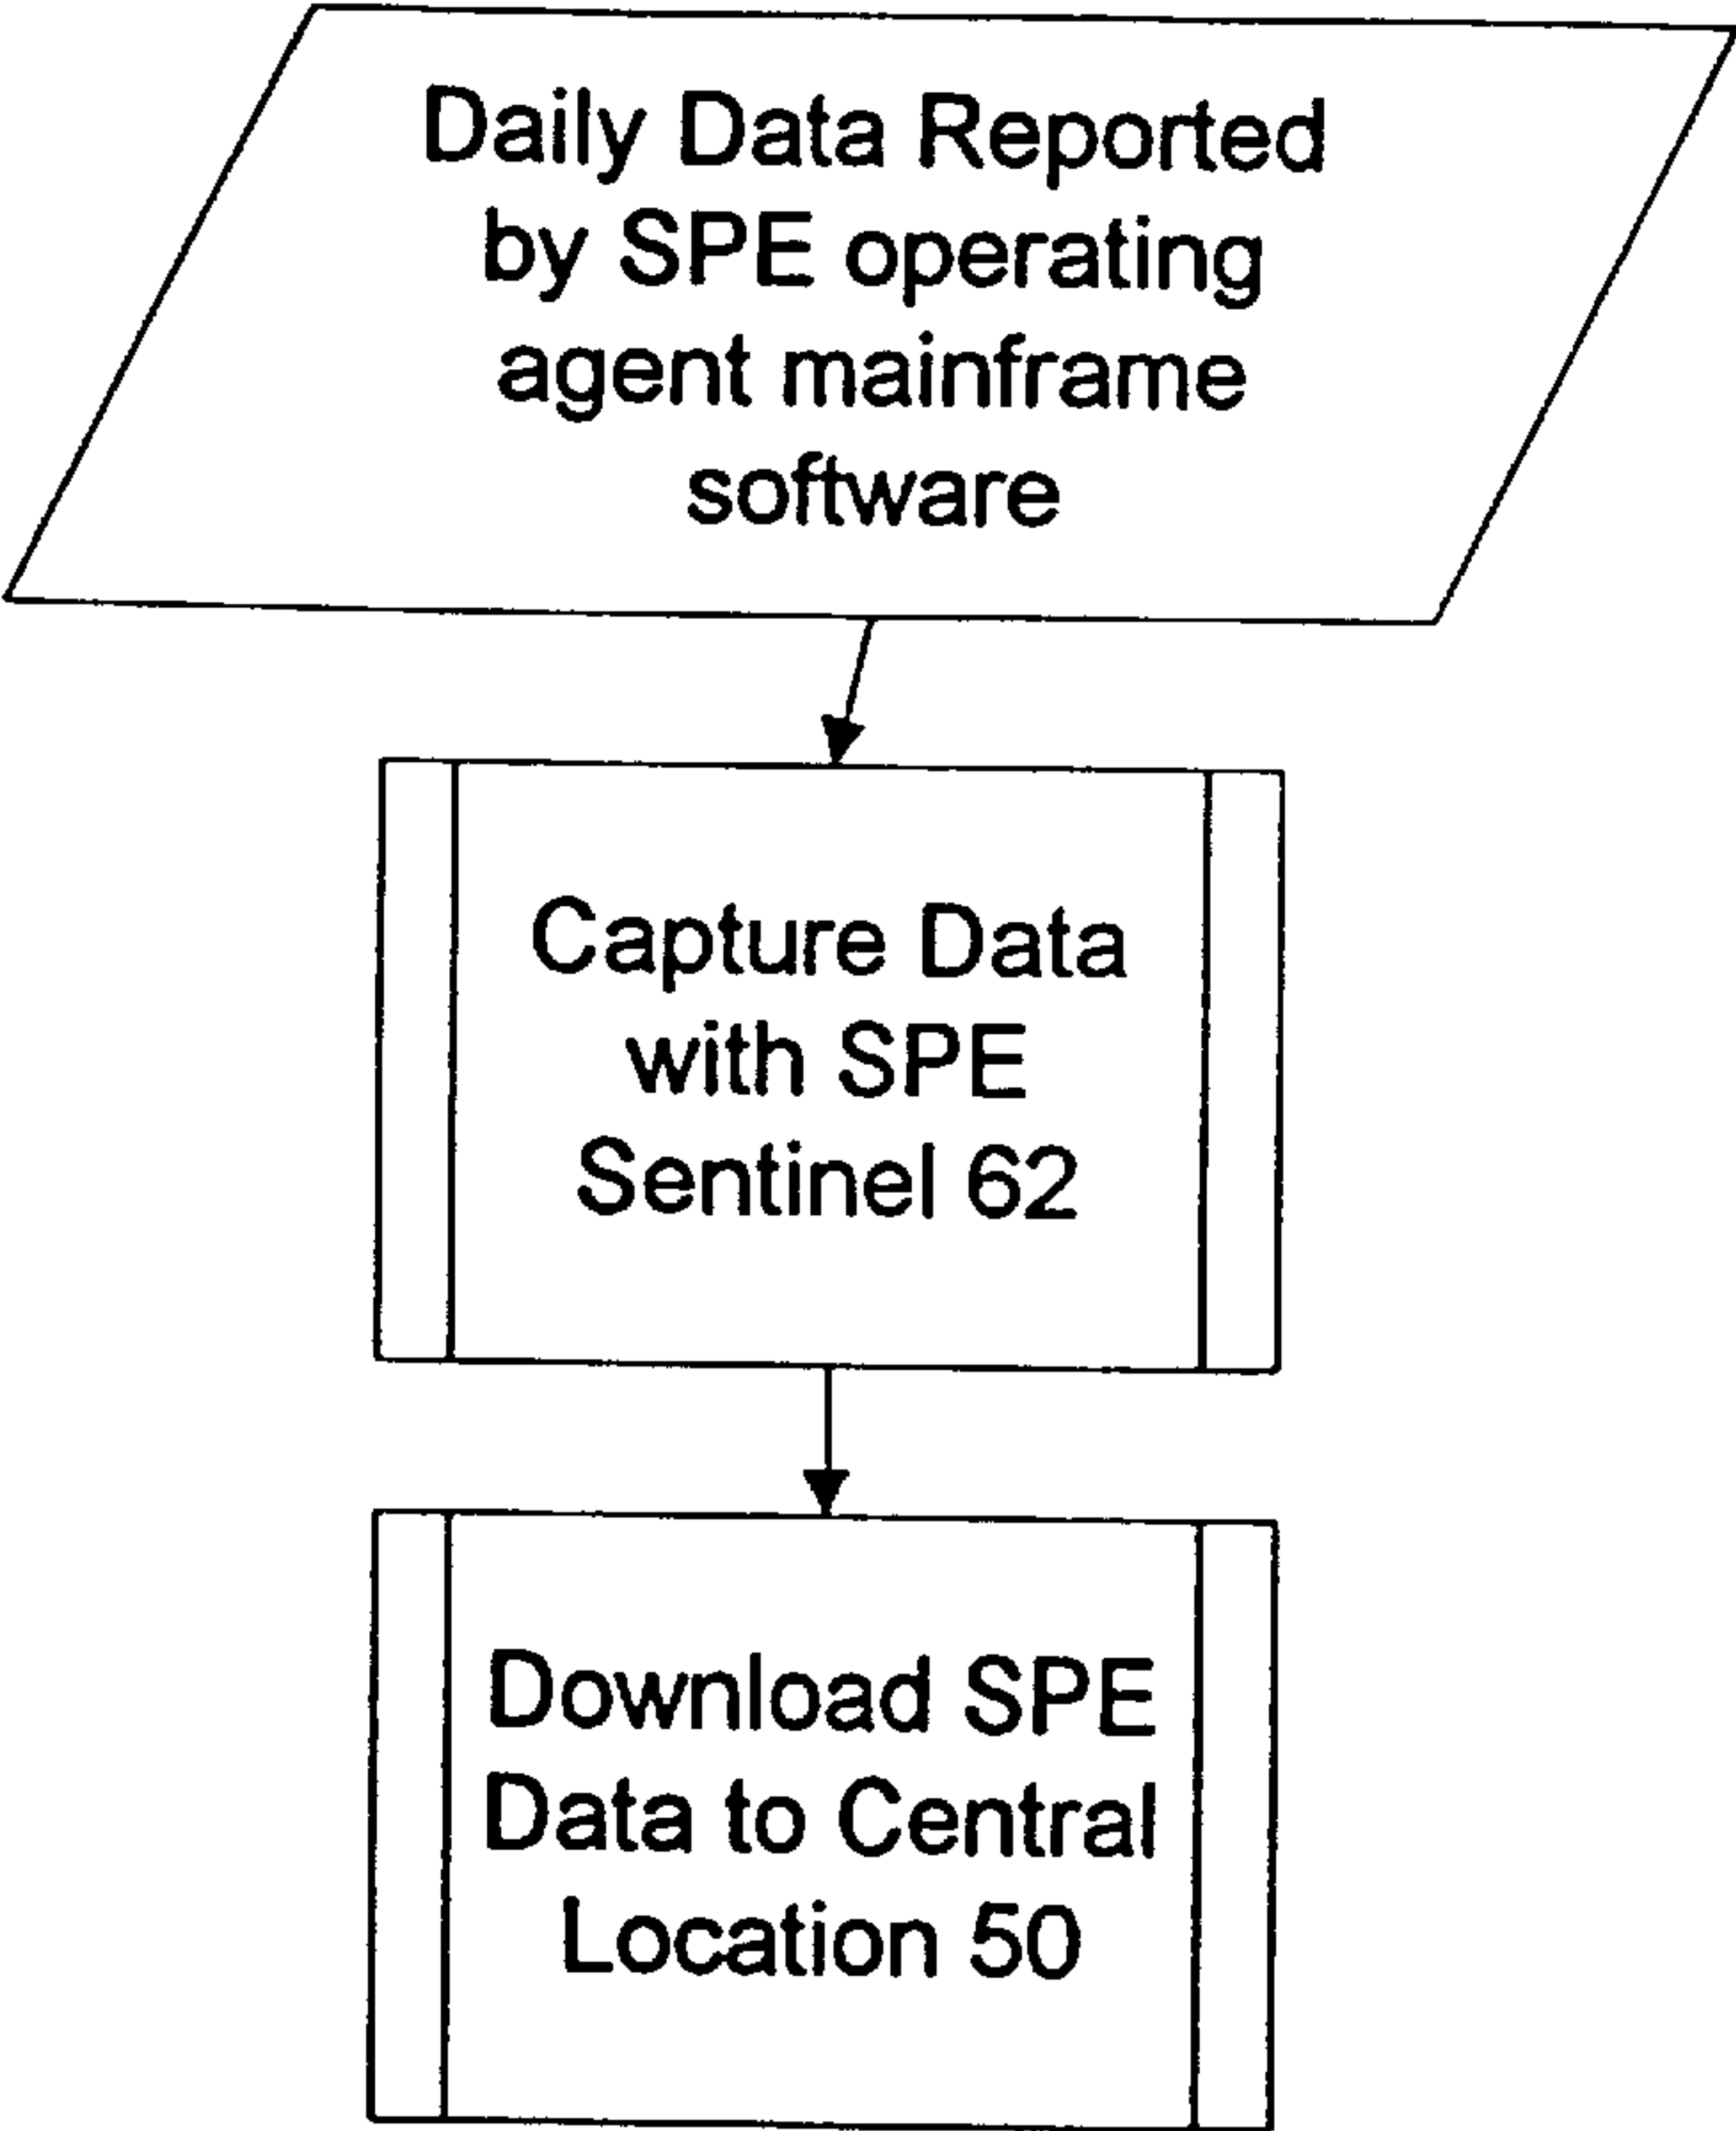 Daily Data Reported
by SPE operating
agent mainframe
software
Capture Data
with SPE
Sentinel 62
Download SPE
Data to Central
Location 50